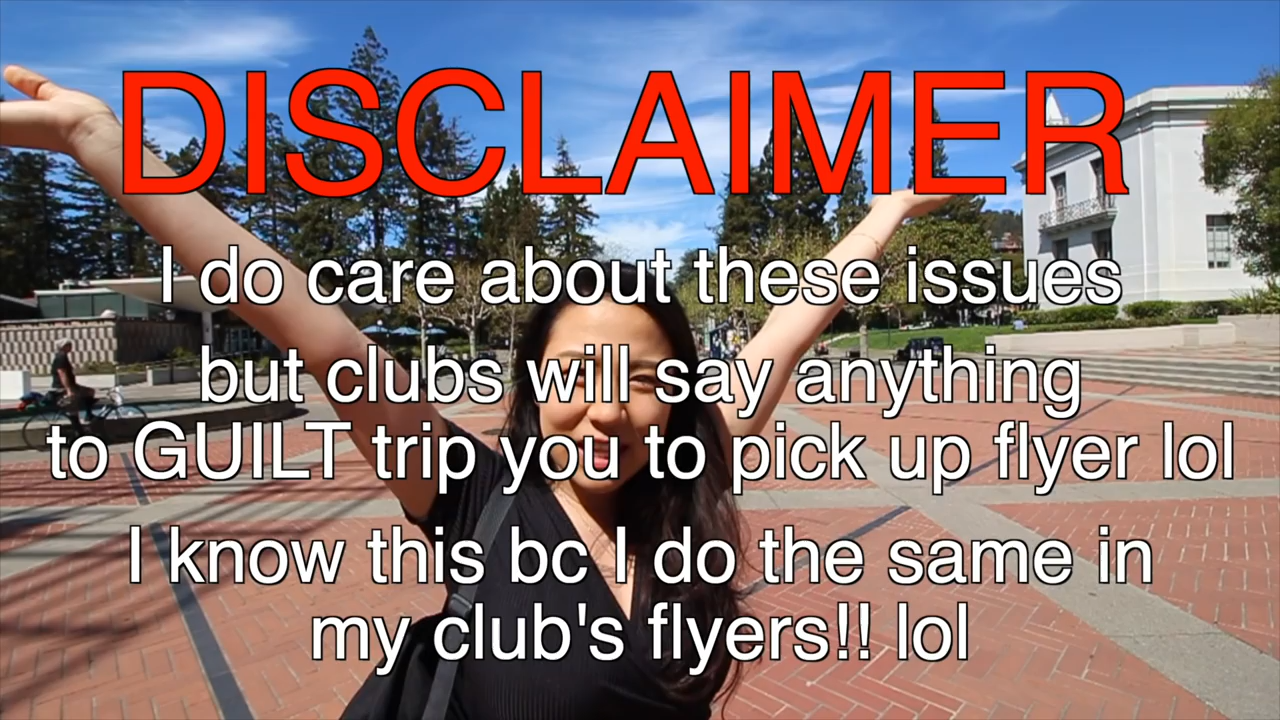 DISCLAIMER
I do care about these issues
but clubs will say anything
to GUILT trip you to pick up flyer lol
I know this bc I do the same in
my club's flyers!! lol